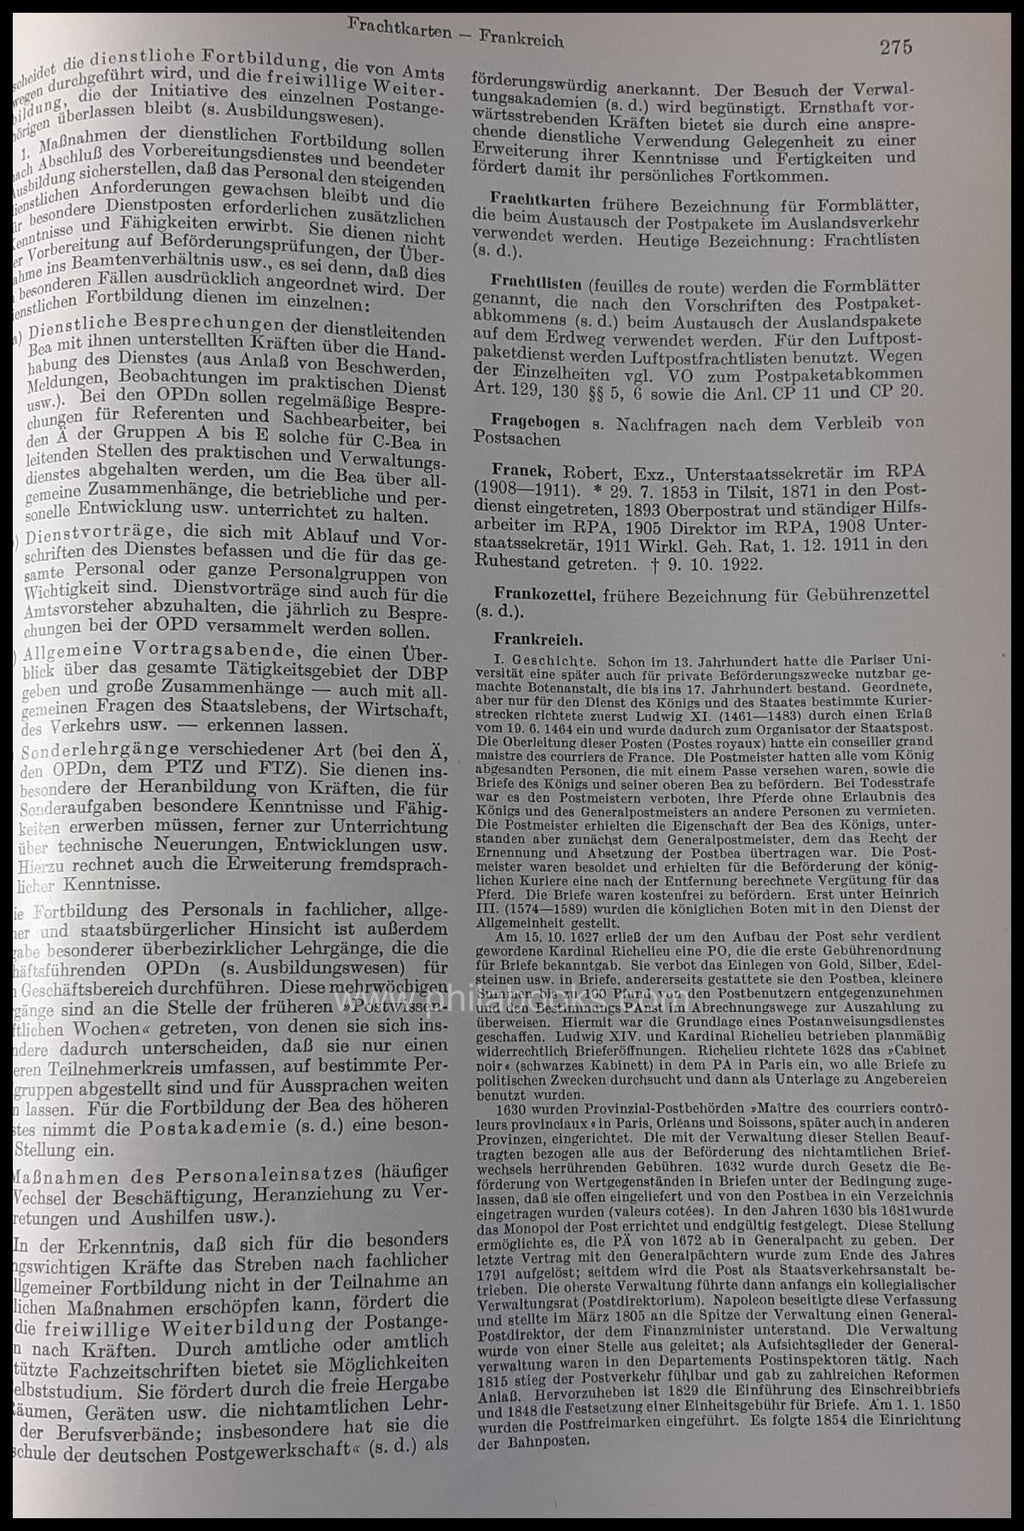 Frachtkarten — Frankreich
275
die dienstliche Fortbildung, die von Amts
wegen durchgeführt wird, und die freiwillige Weiter-
bildung, die der Initiative des einzelnen Postange-
hörigen überlassen bleibt (s. Ausbildungswesen).
1. Maßnahmen der dienstlichen Fortbildung sollen
nach Abschluß des Vorbereitungsdienstes und beendeter
Ausbildung sicherstellen, daß das Personal den steigenden
dienstlichen Anforderungen gewachsen bleibt und die
für besondere Dienstposten erforderlichen zusätzlichen
Kenntnisse und Fähigkeiten erwirbt. Sie dienen nicht
der Vorbereitung auf Beförderungsprüfungen, der Über-
nahme ins Beamtenverhältnis usw., es sei denn, daß dies
besonderen Fällen ausdrücklich angeordnet wird. Der
dienstlichen Fortbildung dienen im einzelnen:
a) Dienstliche Besprechungen der dienstleitenden
Bea mit ihnen unterstellten Kräften über die Hand-
habung des Dienstes (aus Anlaß von Beschwerden,
Meldungen, Beobachtungen im praktischen Dienst
usw.). Bei den OPDn sollen regelmäßige Bespre-
chungen für Referenten und Sachbearbeiter, bei
den Ä der Gruppen A bis E solche für C-Bea in
leitenden Stellen des praktischen und Verwaltungs-
dienstes abgehalten werden, um die Bea über all-
gemeine Zusammenhänge, die betriebliche und per-
sonelle Entwicklung usw. unterrichtet zu halten.
) Dienstvorträge, die sich mit Ablauf und Vor-
schriften des Dienstes befassen und die für das ge-
samte Personal oder ganze Personalgruppen von
Wichtigkeit sind. Dienstvorträge sind auch für die
Amtsvorsteher abzuhalten, die jährlich zu Bespre-
chungen bei der OPD versammelt werden sollen.
) Allgemeine Vortragsabende, die einen Über-
blick über das gesamte Tätigkeitsgebiet der DBP
geben und große Zusammenhänge — auch mit all-
gemeinen Fragen des Staatslebens, der Wirtschaft,
des Verkehrs usw. — erkennen lassen.
Sonderlehrgänge verschiedener Art (bei den Ä,
den OPDn, dem PTZ und FTZ). Sie dienen ins-
besondere der Heranbildung von Kräften, die für
Sonderaufgaben besondere Kenntnisse und Fähig-
keiten erwerben müssen, ferner zur Unterrichtung
über technische Neuerungen, Entwicklungen usw.
Hierzu rechnet auch die Erweiterung fremdsprach-
licher Kenntnisse.
ie Fortbildung des Personals in fachlicher, allge-
er und staatsbürgerlicher Hinsicht ist außerdem
gabe besonderer überbezirklicher Lehrgänge, die die
häftsführenden OPDn (s. Ausbildungswesen) für
n Geschäftsbereich durchführen. Diese mehrwöchigen
gänge sind an die Stelle der früheren »Postwissen-
ftlichen Wochen« getreten, von denen sie sich ins-
ndere dadurch unterscheiden, daß sie nur einen
eren Teilnehmerkreis umfassen, auf bestimmte Per-
gruppen abgestellt sind und für Aussprachen weiten
n lassen. Für die Fortbildung der Bea des höheren
stes nimmt die Postakademie (s. d.) eine beson-
Stellung ein.
Maßnahmen des Personaleinsatzes (häufiger
Wechsel der Beschäftigung, Heranziehung zu Ver-
retungen und Aushilfen usw.).
In der Erkenntnis, daß sich für die besonders
ngswichtigen Kräfte das Streben nach fachlicher
llgemeiner Fortbildung nicht in der Teilnahme an
lichen Maßnahmen erschöpfen kann, fördert die
die freiwillige Weiterbildung der Postange-
n nach Kräften. Durch amtliche oder amtlich
tützte Fachzeitschriften bietet sie Möglichkeiten
elbststudium. Sie fördert durch die freie Hergabe
äumen, Geräten usw. die nichtamtlichen Lehr-
der Berufsverbände; insbesondere hat sie die
schule der deutschen Postgewerkschaft« (s. d.) als
förderungswürdig anerkannt. Der Besuch der Verwal-
tungsakademien (s. d.) wird begünstigt. Ernsthaft vor-
wärtsstrebenden Kräften bietet sie durch eine anspre-
chende dienstliche Verwendung Gelegenheit zu einer
Erweiterung ihrer Kenntnisse und Fertigkeiten und
fördert damit ihr persönliches Fortkommen.
Frachtkarten frühere Bezeichnung für Formblätter,
die beim Austausch der Postpakete im Auslandsverkehr
verwendet werden. Heutige Bezeichnung: Frachtlisten
(s. d.).
Frachtlisten (feuilles de route) werden die Formblätter
genannt, die nach den Vorschriften des Postpaket-
abkommens (s. d.) beim Austausch der Auslandspakete
auf dem Erdweg verwendet werden. Für den Luftpost-
paketdienst werden Luftpostfrachtlisten benutzt. Wegen
der Einzelheiten vgl. VO zum Postpaketabkommen
Art. 129, 130 §§ 5, 6 sowie die Anl. CP 11 und CP 20.
Fragebogen s. Nachfragen nach dem Verbleib von
Postsachen
Franck, Robert, Exz., Unterstaatssekretär im RPA
(1908—1911). * 29. 7. 1853 in Tilsit, 1871 in den Post-
dienst eingetreten, 1893 Oberpostrat und ständiger Hilfs-
arbeiter im RPA, 1905 Direktor im RPA, 1908 Unter-
staatssekretär, 1911 Wirkl. Geh. Rat, 1. 12. 1911 in den
Ruhestand getreten. † 9. 10. 1922.
Frankozettel, frühere Bezeichnung für Gebührenzettel
(s. d.).
Frankreich.
I. Geschichte. Schon im 13. Jahrhundert hatte die Pariser Uni-
versität eine später auch für private Beförderungszwecke nutzbar ge-
machte Botenanstalt, die bis ins 17. Jahrhundert bestand. Geordnete,
aber nur für den Dienst des Königs und des Staates bestimmte Kurier-
strecken richtete zuerst Ludwig XI. (1461—1483) durch einen Erlaß
vom 19. 6. 1464 ein und wurde dadurch zum Organisator der Staatspost.
Die Oberleitung dieser Posten (Postes royaux) hatte ein conseiller grand
maistre des courriers de France. Die Postmeister hatten alle vom König
abgesandten Personen, die mit einem Passe versehen waren, sowie die
Briefe des Königs und seiner oberen Bea zu befördern. Bei Todesstrafe
war es den Postmeistern verboten, ihre Pferde ohne Erlaubnis des
Königs und des Generalpostmeisters an andere Personen zu vermieten.
Die Postmeister erhielten die Eigenschaft der Bea des Königs, unter-
standen aber zunächst dem Generalpostmeister, dem das Recht der
Ernennung und Absetzung der Postbea übertragen war. Die Post-
meister waren besoldet und erhielten für die Beförderung der könig-
lichen Kuriere eine nach der Entfernung berechnete Vergütung für das
Pferd. Die Briefe waren kostenfrei zu befördern. Erst unter Heinrich
III. (1574—1589) wurden die königlichen Boten mit in den Dienst der
Allgemeinheit gestellt.
Am 15. 10. 1627 erließ der um den Aufbau der Post sehr verdient
gewordene Kardinal Richelieu eine PO, die die erste Gebührenordnung
für Briefe bekanntgab. Sie verbot das Einlegen von Gold, Silber, Edel-
steinen usw. in Briefe, andererseits gestattete sie den Postbea, kleinere
Summen bis zu 100 Pfund von den Postbenutzern entgegenzunehmen
und den Bestimmungs-PAnst im Abrechnungswege zur Auszahlung zu
überweisen. Hiermit war die Grundlage eines Postanweisungsdienstes
geschaffen. Ludwig XIV. und Kardinal Richelieu betrieben planmäßig
widerrechtlich Brieferöffnungen. Richelieu richtete 1628 das »Cabinet
noir« (schwarzes Kabinett) in dem PA in Paris ein, wo alle Briefe zu
politischen Zwecken durchsucht und dann als Unterlage zu Angebereien
benutzt wurden.
1630 wurden Provinzial-Postbehörden »Maître des courriers contrô-
leurs provinciaux« in Paris, Orléans und Soissons, später auch in anderen
Provinzen, eingerichtet. Die mit der Verwaltung dieser Stellen Beauf-
tragten bezogen alle aus der Beförderung des nichtamtlichen Brief-
wechsels herrührenden Gebühren. 1632 wurde durch Gesetz die Be-
förderung von Wertgegenständen in Briefen unter der Bedingung zuge-
lassen, daß sie offen eingeliefert und von den Postbea in ein Verzeichnis
eingetragen wurden (valeurs cotées). In den Jahren 1630 bis 1681 wurde
das Monopol der Post errichtet und endgültig festgelegt. Diese Stellung
ermöglichte es, die PÄ von 1672 ab in Generalpacht zu geben. Der
letzte Vertrag mit den Generalpächtern wurde zum Ende des Jahres
1791 aufgelöst; seitdem wird die Post als Staatsverkehrsanstalt be-
trieben. Die oberste Verwaltung führte dann anfangs ein kollegialischer
Verwaltungsrat (Postdirektorium). Napoleon beseitigte diese Verfassung
und stellte im März 1805 an die Spitze der Verwaltung einen General-
Postdirektor, der dem Finanzminister unterstand. Die Verwaltung
wurde von einer Stelle aus geleitet; als Aufsichtsglieder der General-
verwaltung waren in den Departements Postinspektoren tätig. Nach
1815 stieg der Postverkehr fühlbar und gab zu zahlreichen Reformen
Anlaß. Hervorzuheben ist 1829 die Einführung des Einschreibbriefs
und 1848 die Festsetzung einer Einheitsgebühr für Briefe. Am 1. 1. 1850
wurden die Postfreimarken eingeführt. Es folgte 1854 die Einrichtung
der Bahnposten.
www.philabooks.com